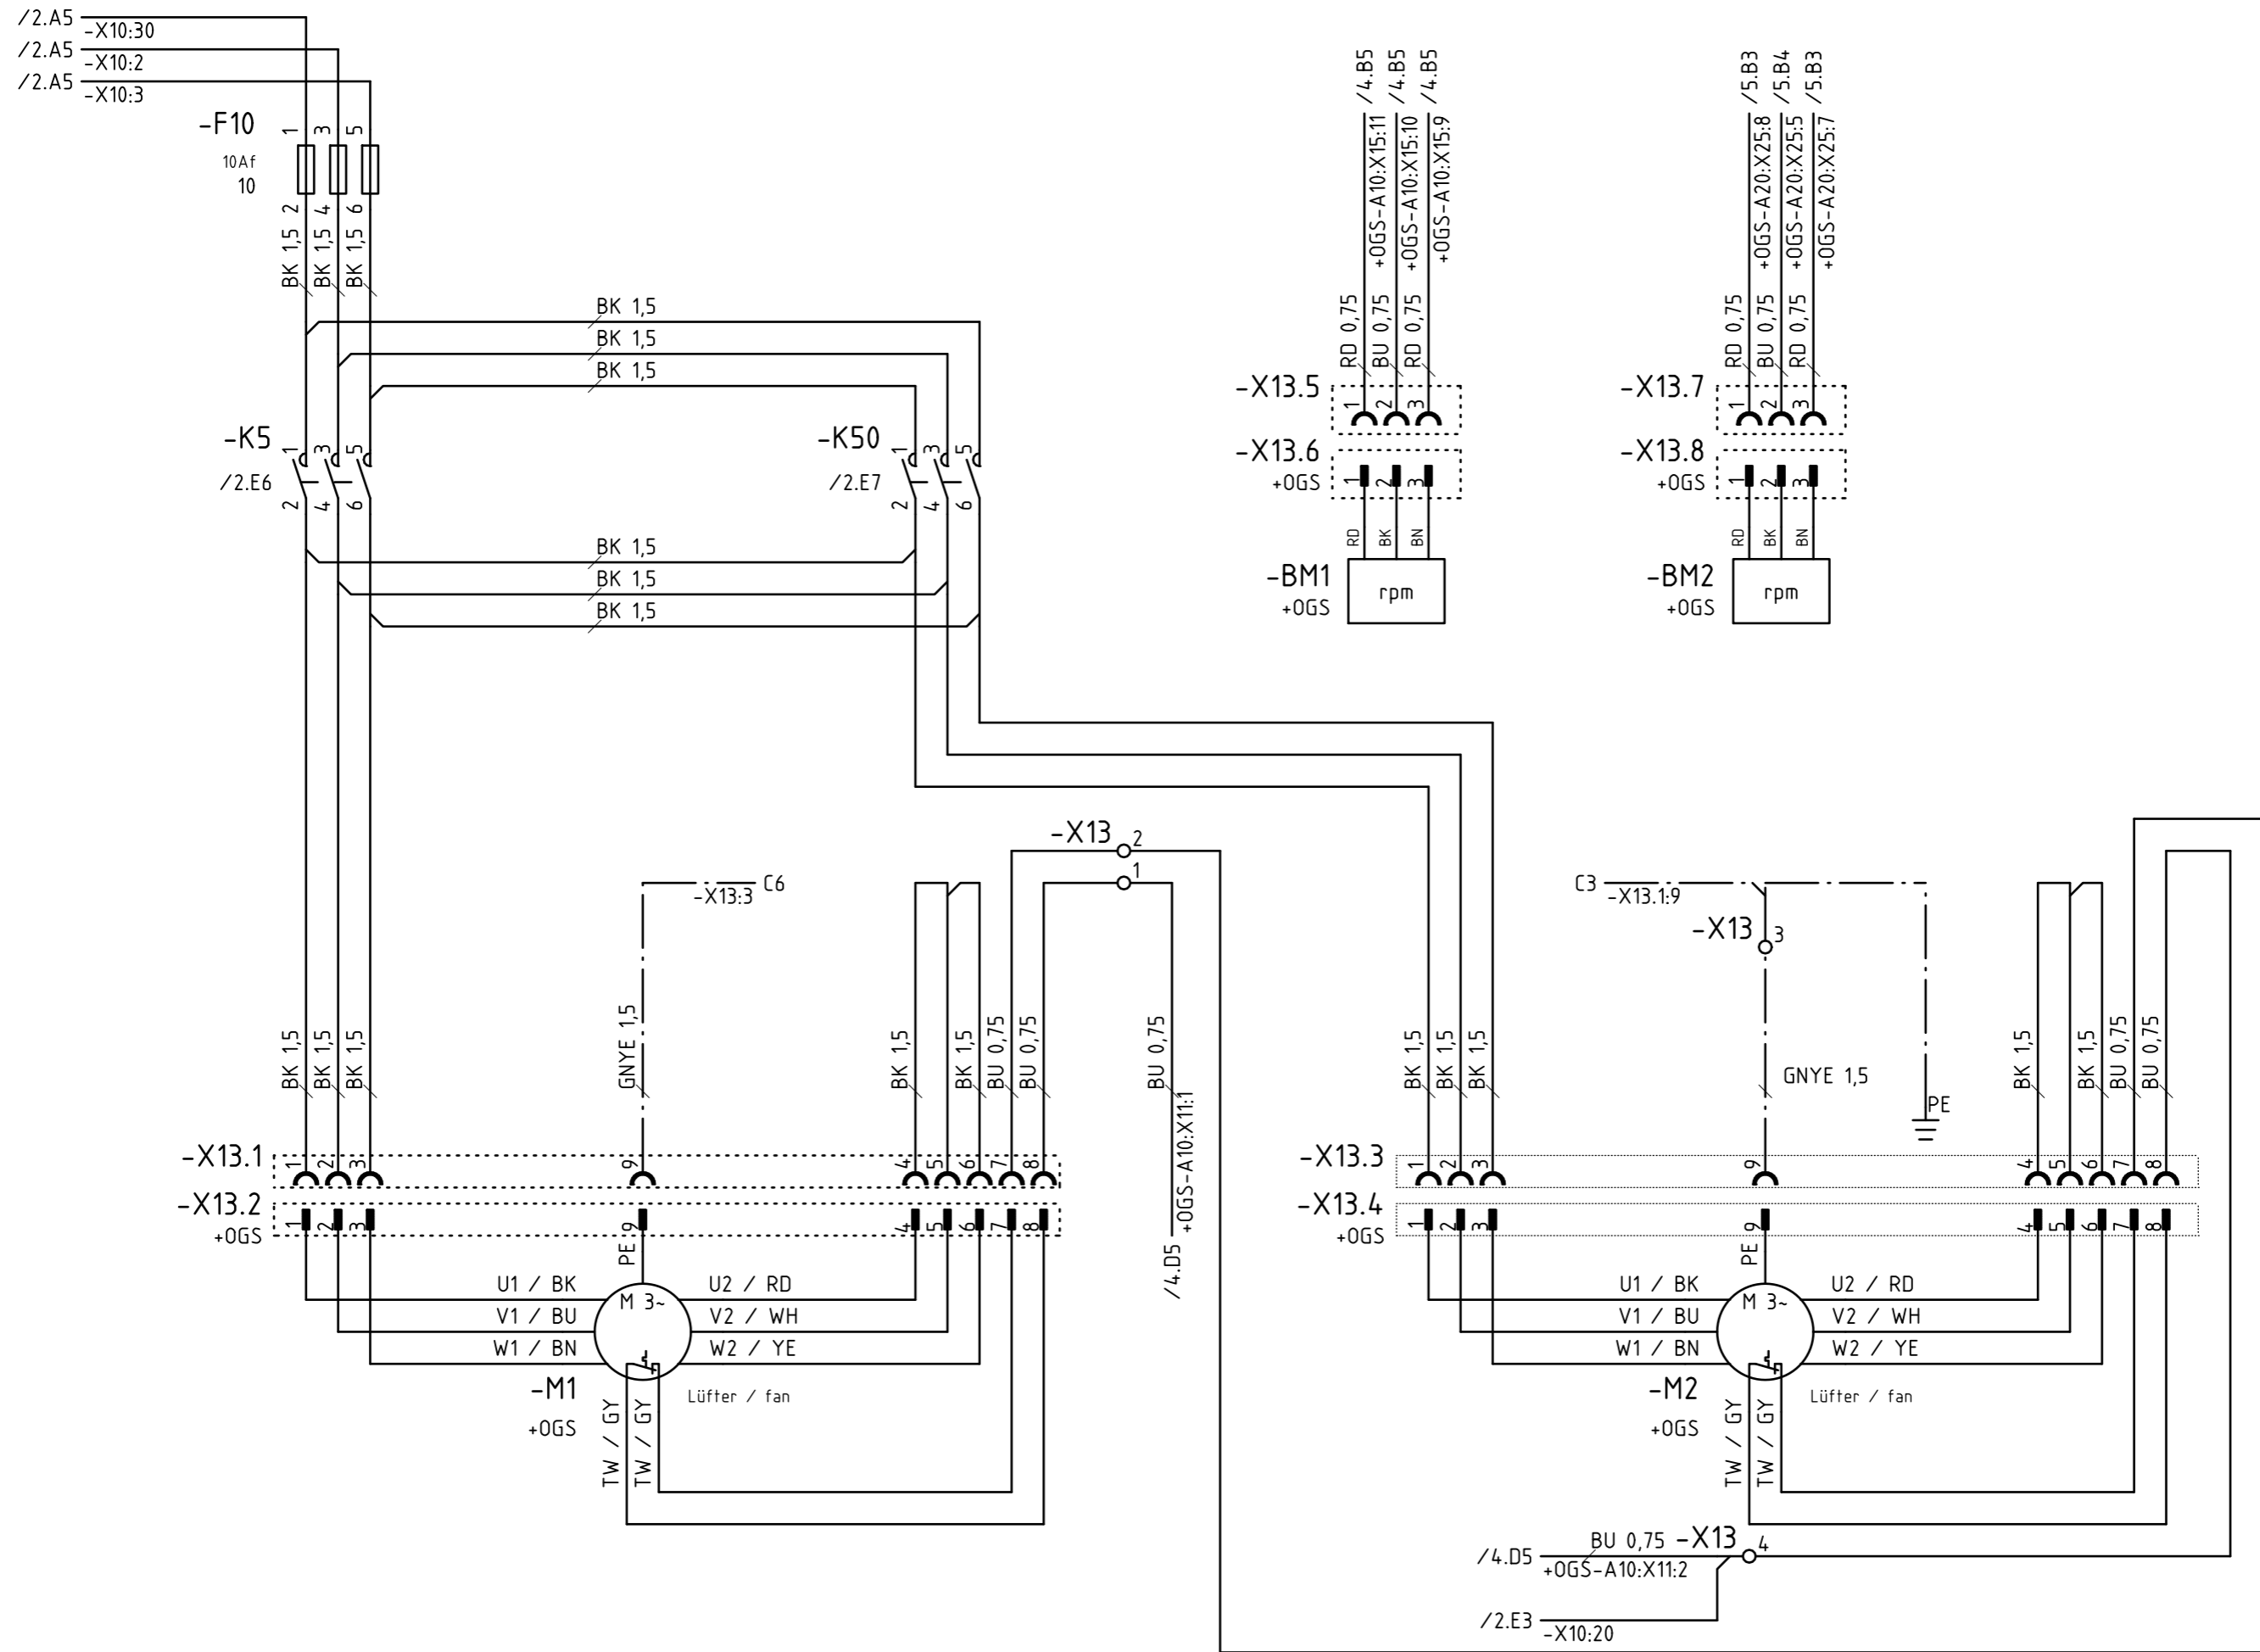 /2.A5
-X10:30
/2.A5
-X10:2
/2.A5
-X10:3
-F10
10Af
10
1
3
5
2
4
6
BK 1,5
BK 1,5
BK 1,5
BK 1,5
BK 1,5
BK 1,5
-K5
/2.E6
1
3
5
2
4
6
-K50
/2.E7
1
3
5
2
4
6
BK 1,5
BK 1,5
BK 1,5
/4.B5
/4.B5
/4.B5
+OGS-A10:X15:11
+OGS-A10:X15:10
+OGS-A10:X15:9
RD 0,75
BU 0,75
RD 0,75
-X13.5
1
2
3
-X13.6
+OGS
1
2
3
RD
BK
BN
-BM1
+OGS
rpm
/5.B3
/5.B4
/5.B3
+OGS-A20:X25:8
+OGS-A20:X25:5
+OGS-A20:X25:7
RD 0,75
BU 0,75
RD 0,75
-X13.7
1
2
3
-X13.8
+OGS
1
2
3
RD
BK
BN
-BM2
+OGS
rpm
-X13
2
1
C6
-X13:3
BK 1,5
BK 1,5
BK 1,5
GNYE 1,5
BK 1,5
BK 1,5
BU 0,75
BU 0,75
BU 0,75
+OGS-A10:X11:1
/4.D5
-X13.1
1
2
3
9
4
5
6
7
8
-X13.2
+OGS
1
2
3
9
4
5
6
7
8
PE
U1 / BK
V1 / BU
W1 / BN
M 3~
U2 / RD
V2 / WH
W2 / YE
-M1
+OGS
Lüfter / fan
TW / GY
TW / GY
C3
-X13.1:9
-X13
3
BK 1,5
BK 1,5
BK 1,5
GNYE 1,5
PE
BK 1,5
BK 1,5
BU 0,75
BU 0,75
-X13.3
1
2
3
9
4
5
6
7
8
-X13.4
+OGS
1
2
3
9
4
5
6
7
8
PE
U1 / BK
V1 / BU
W1 / BN
M 3~
U2 / RD
V2 / WH
W2 / YE
-M2
+OGS
Lüfter / fan
TW / GY
TW / GY
/4.D5
BU 0,75
-X13
4
+OGS-A10:X11:2
/2.E3
-X10:20